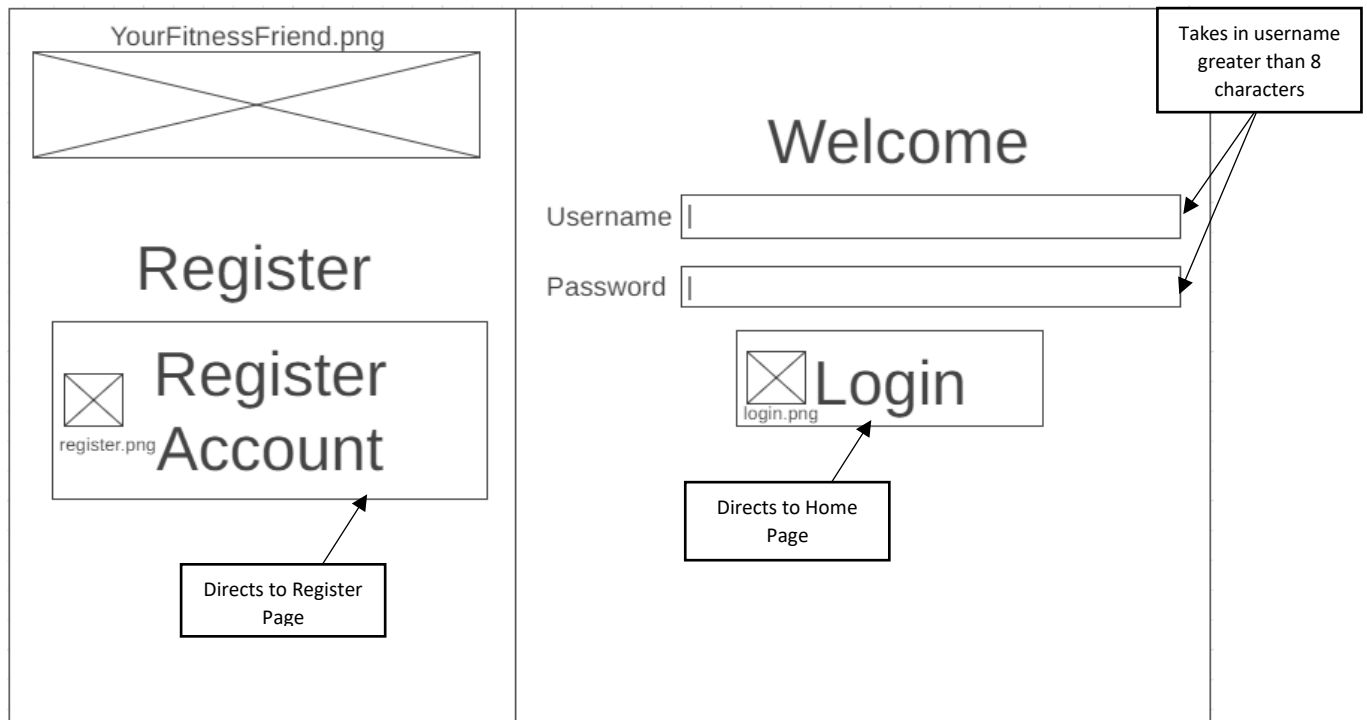 YourFitnessFriend.png
Register
Register
Account
register.png
Directs to Register
Page
Takes in username
greater than 8
characters
Welcome
Username
Password
Login
login.png
Directs to Home
Page